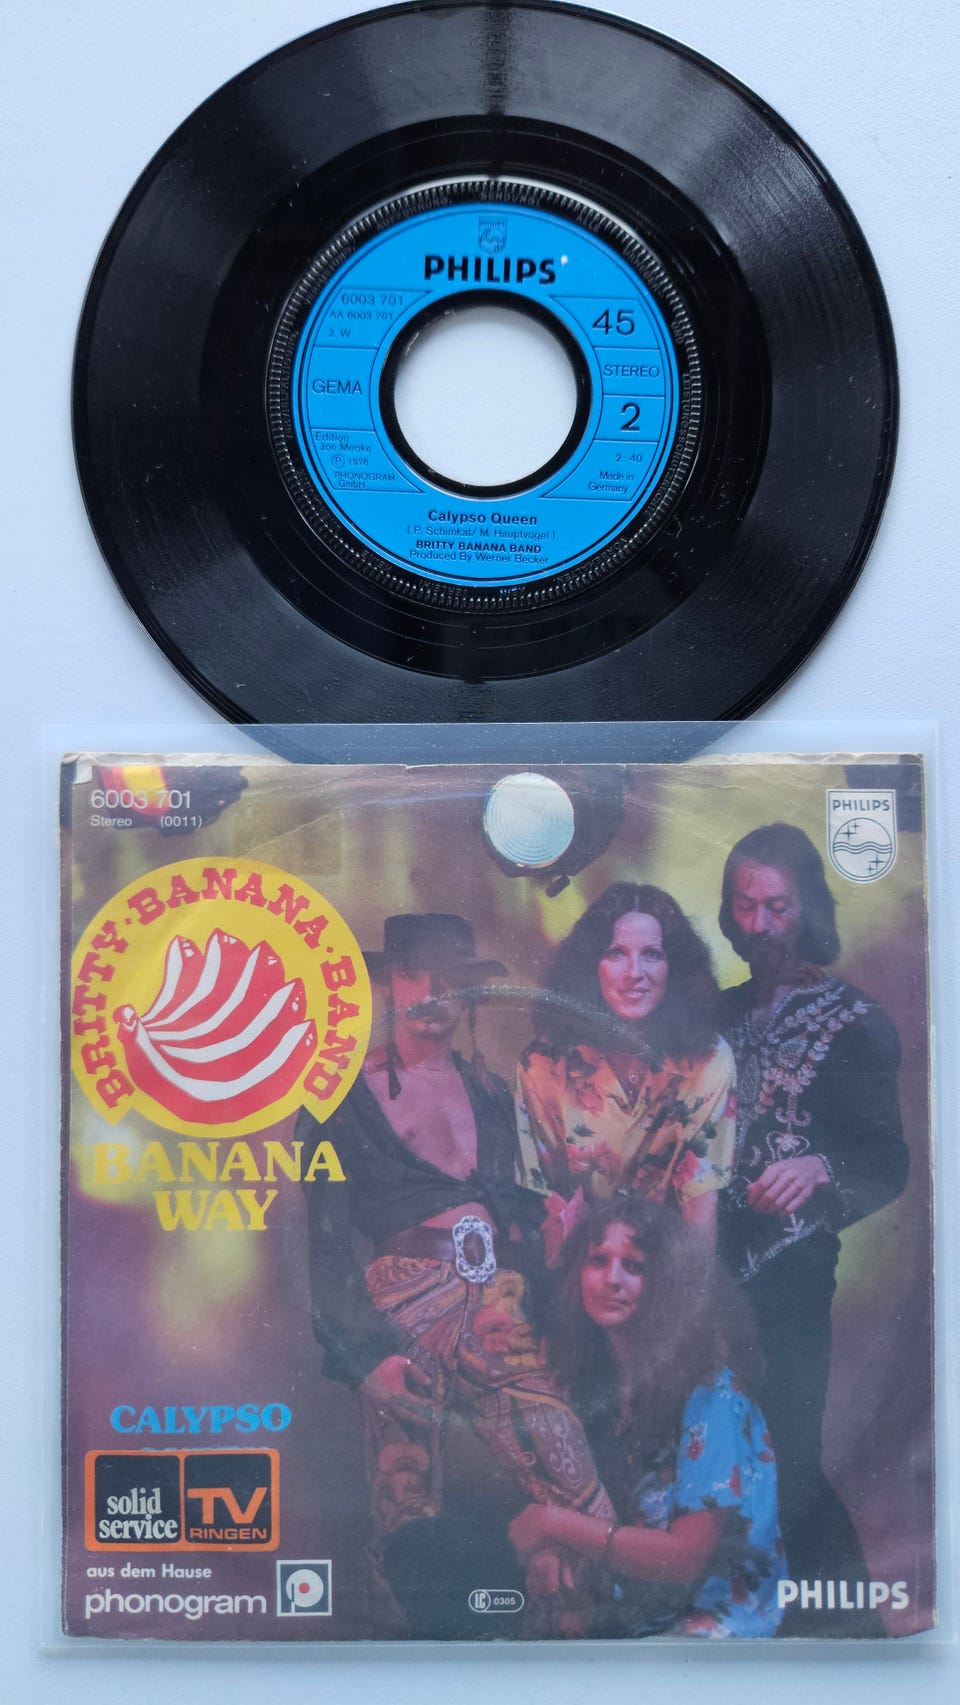 PHILIPS
PHILIPS
6003 701
AA 6003 701
2. W
GEMA
Edition
Joe Menke
Ⓟ 1976
PHONOGRAM
GmbH
45
STEREO
2
2:40
Made in
Germany
Calypso Queen
( P. Schimkat/ M. Hauptvogel )
BRITTY BANANA BAND
Produced By Werner Becker
6003 701
Stereo (0011)
PHILIPS
BRITTY·BANANA·BAND
BANANA
WAY
CALYPSO
solid
service
TV
RINGEN
aus dem Hause
phonogram
LC 0305
PHILIPS